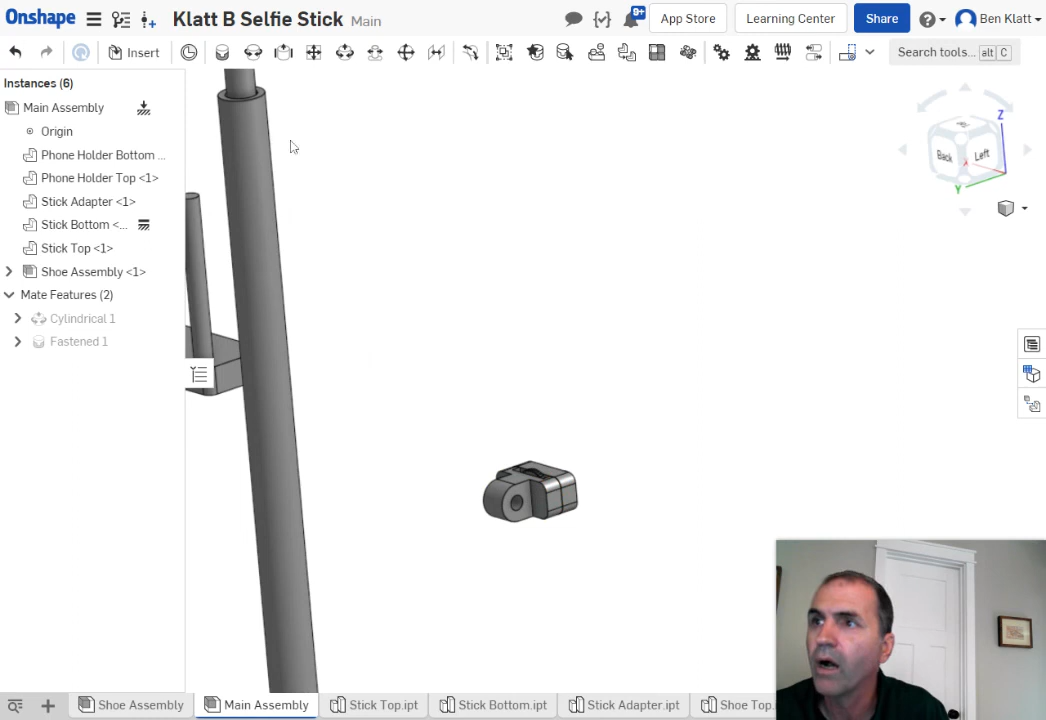 Onshape
Klatt B Selfie Stick Main
9+
App Store
Learning Center
Share
Ben Klatt
Insert
Search tools... alt C
Instances (6)
Main Assembly
Origin
Phone Holder Bottom ...
Phone Holder Top <1>
Stick Adapter <1>
Stick Bottom <...
Stick Top <1>
Shoe Assembly <1>
Mate Features (2)
Cylindrical 1
Fastened 1
Z
Back
Left
X
Y
Shoe Assembly
Main Assembly
Stick Top.ipt
Stick Bottom.ipt
Stick Adapter.ipt
Shoe Top.